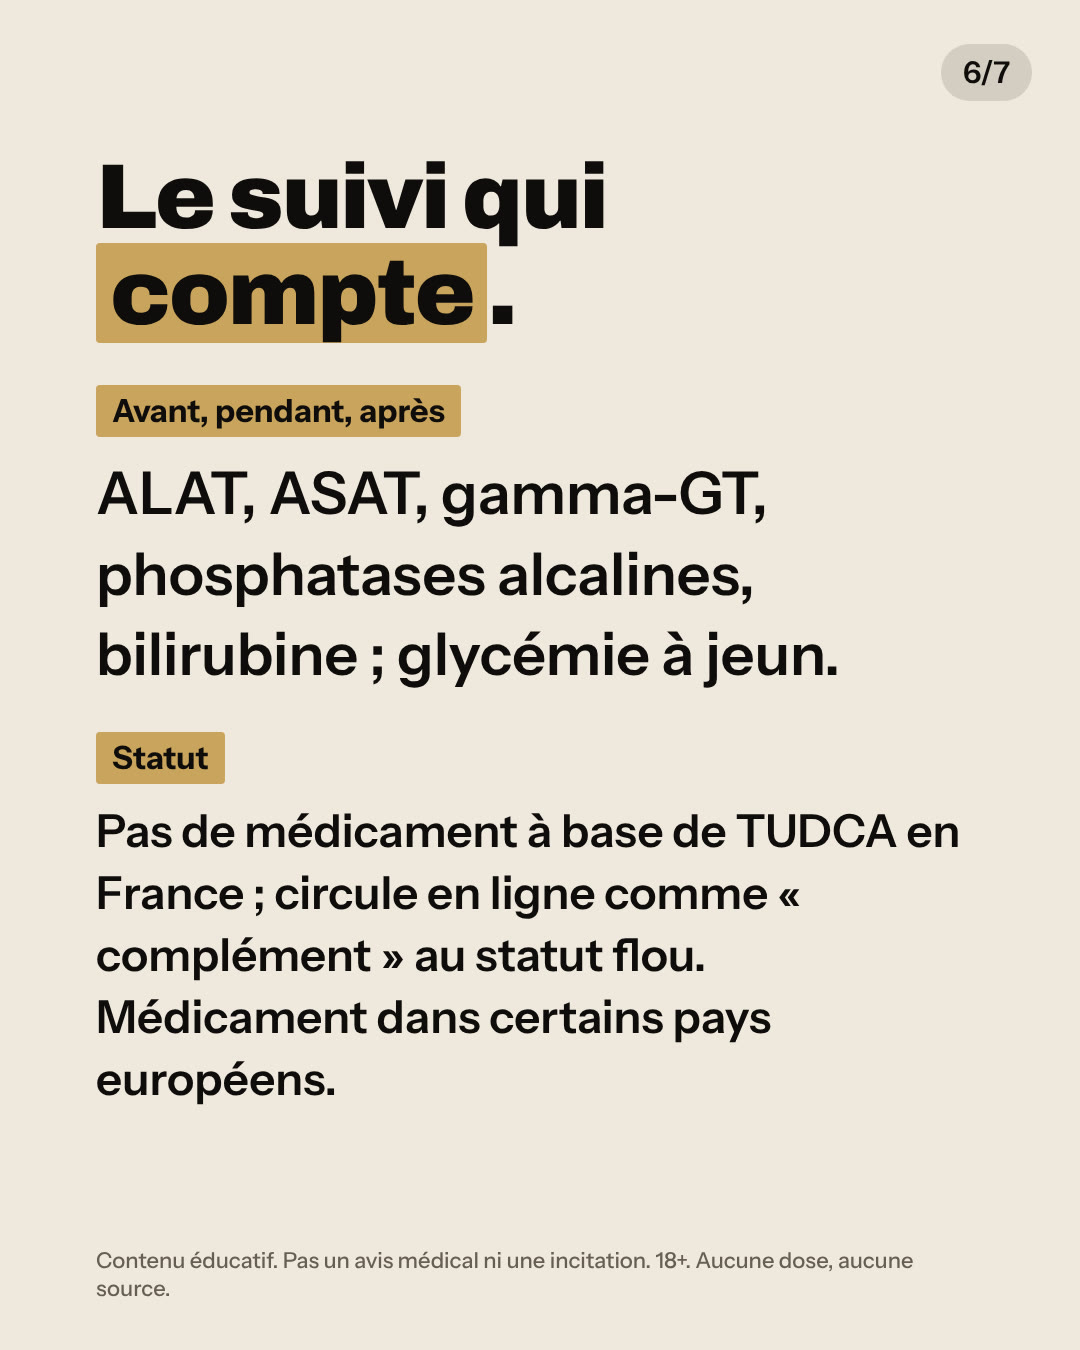 6/7
Le suivi qui
compte.
Avant, pendant, après
ALAT, ASAT, gamma-GT,
phosphatases alcalines,
bilirubine ; glycémie à jeun.
Statut
Pas de médicament à base de TUDCA en
France ; circule en ligne comme «
complément » au statut flou.
Médicament dans certains pays
européens.
Contenu éducatif. Pas un avis médical ni une incitation. 18+. Aucune dose, aucune
source.